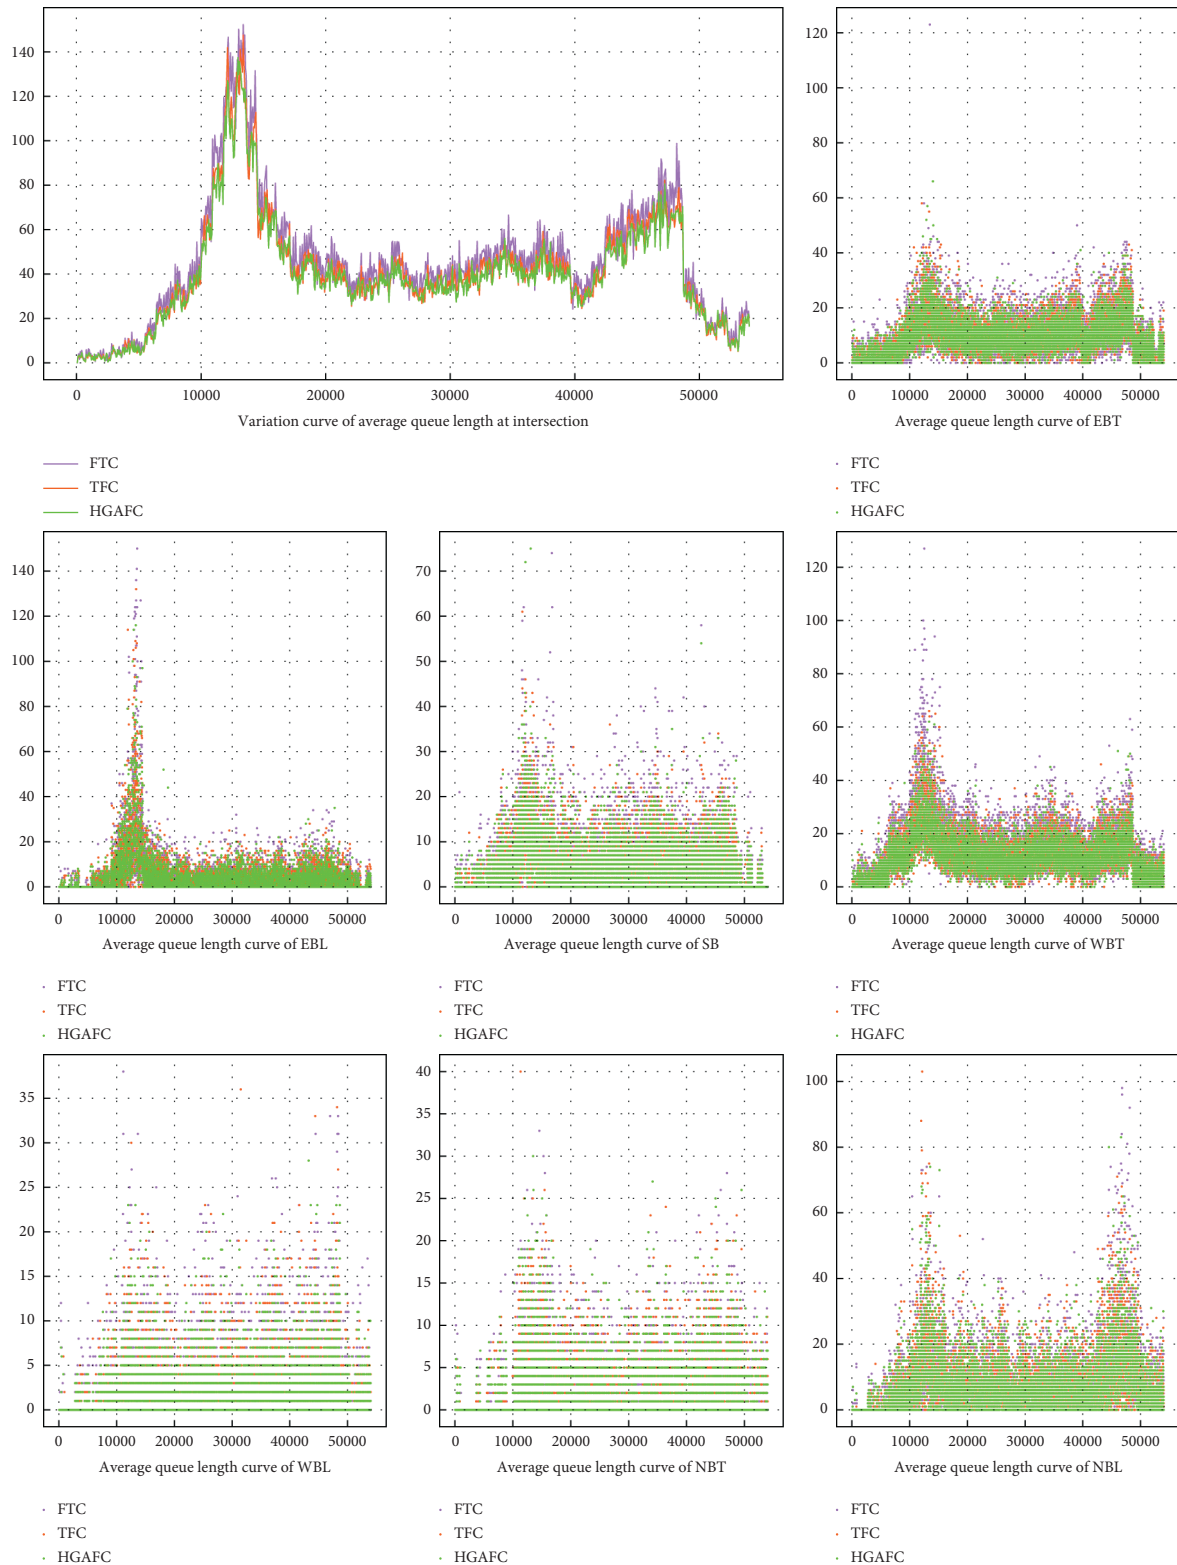 140
120
100
80
60
40
20
0
0 10000 20000 30000 40000 50000
Variation curve of average queue length at intersection
FTC
TFC
HGAFC
120
100
80
60
40
20
0
0 10000 20000 30000 40000 50000
Average queue length curve of EBT
FTC
TFC
HGAFC
140
120
100
80
60
40
20
0
0 10000 20000 30000 40000 50000
Average queue length curve of EBL
FTC
TFC
HGAFC
70
60
50
40
30
20
10
0
0 10000 20000 30000 40000 50000
Average queue length curve of SB
FTC
TFC
HGAFC
120
100
80
60
40
20
0
0 10000 20000 30000 40000 50000
Average queue length curve of WBT
FTC
TFC
HGAFC
35
30
25
20
15
10
5
0
0 10000 20000 30000 40000 50000
Average queue length curve of WBL
FTC
TFC
HGAFC
40
35
30
25
20
15
10
5
0
0 10000 20000 30000 40000 50000
Average queue length curve of NBT
FTC
TFC
HGAFC
100
80
60
40
20
0
0 10000 20000 30000 40000 50000
Average queue length curve of NBL
FTC
TFC
HGAFC